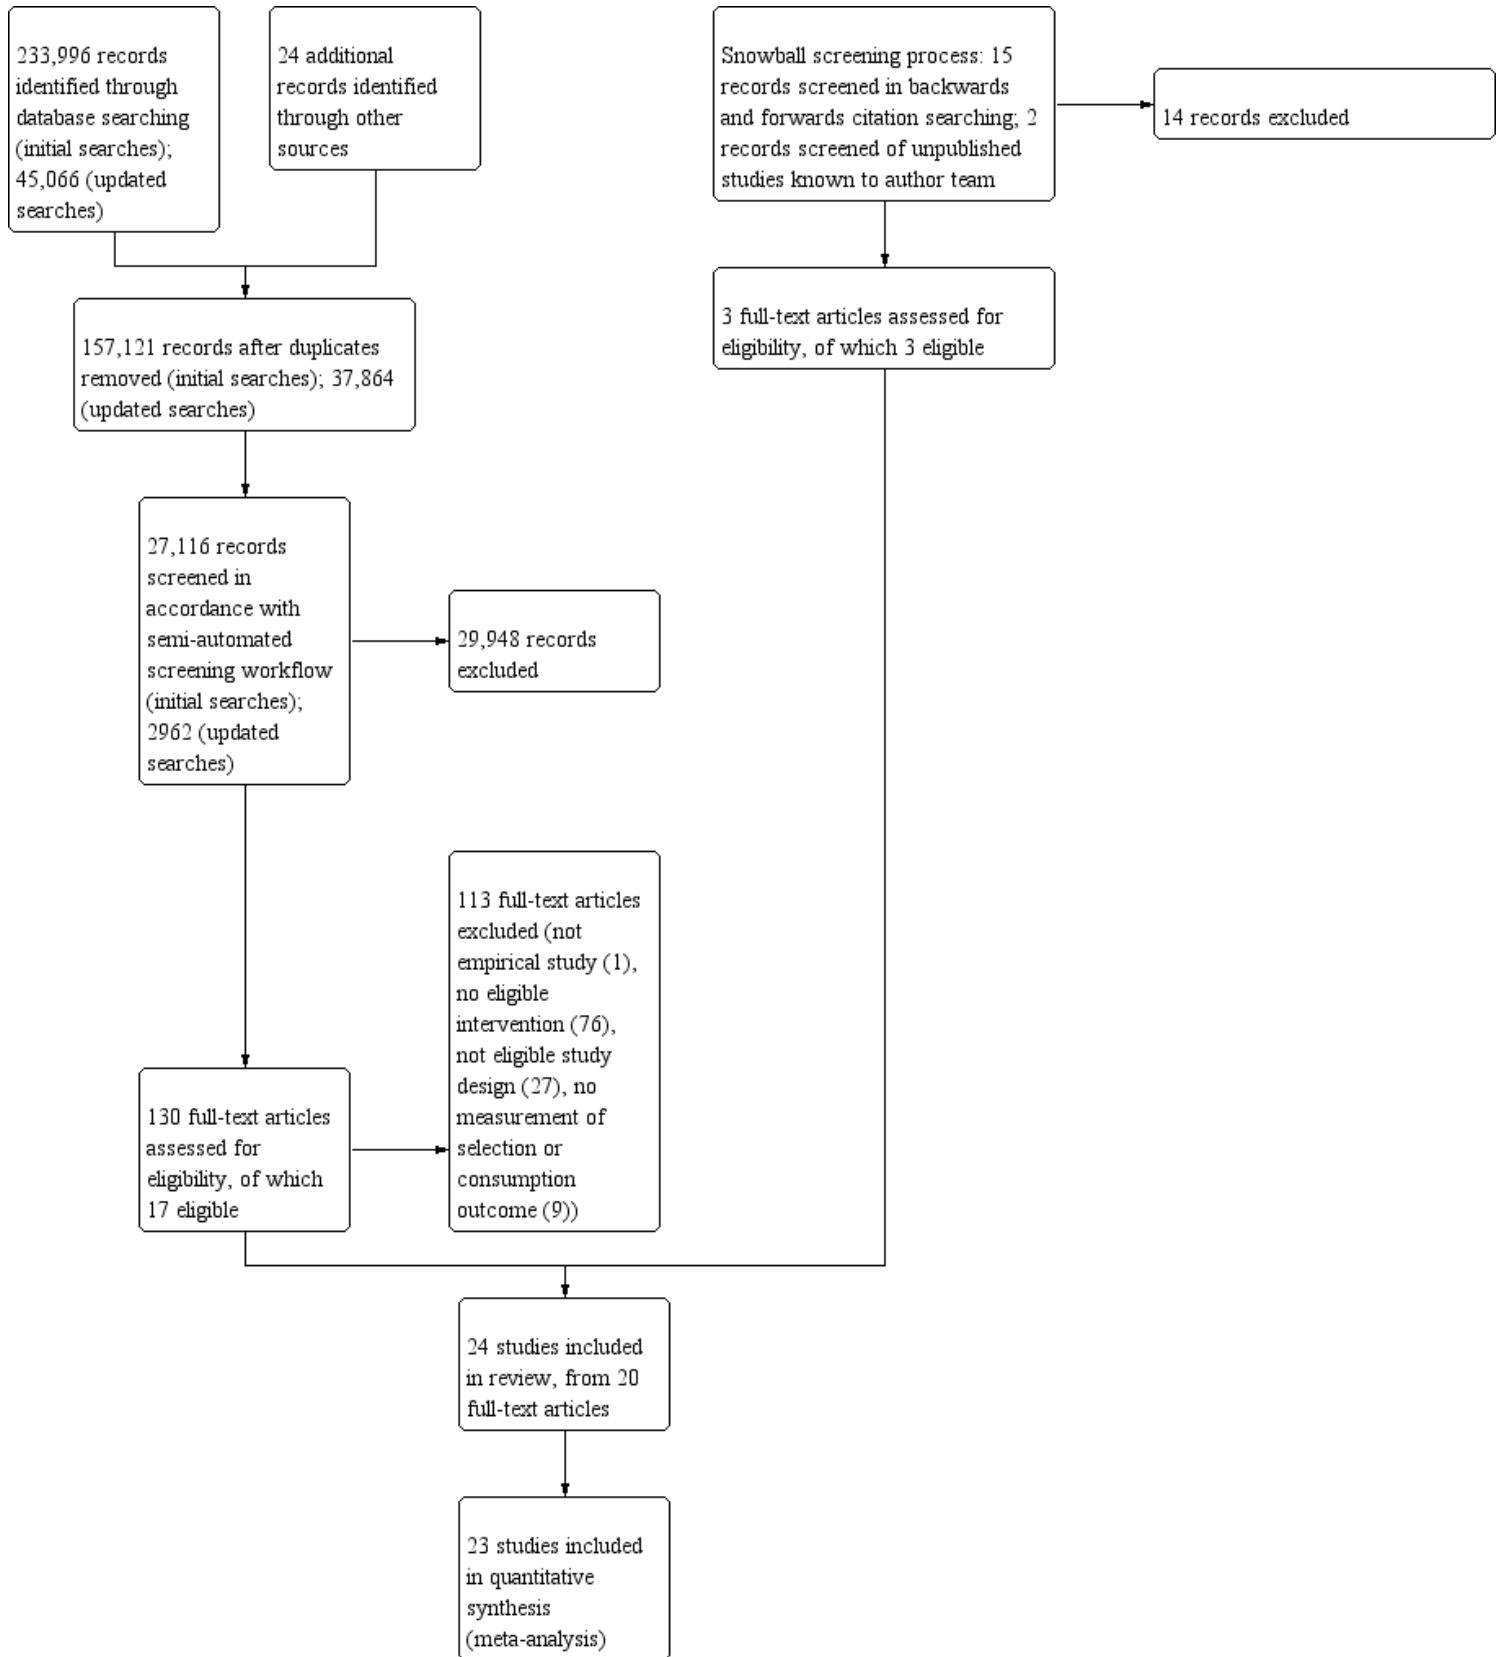 233,996 records
identified through
database searching
(initial searches);
45,066 (updated
searches)
24 additional
records identified
through other
sources
Snowball screening process: 15
records screened in backwards
and forwards citation searching; 2
records screened of unpublished
studies known to author team
14 records excluded
157,121 records after duplicates
removed (initial searches); 37,864
(updated searches)
3 full-text articles assessed for
eligibility, of which 3 eligible
27,116 records
screened in
accordance with
semi-automated
screening workflow
(initial searches);
2962 (updated
searches)
29,948 records
excluded
113 full-text articles
excluded (not
empirical study (1),
no eligible
intervention (76),
not eligible study
design (27), no
measurement of
selection or
consumption
outcome (9))
130 full-text articles
assessed for
eligibility, of which
17 eligible
24 studies included
in review, from 20
full-text articles
23 studies included
in quantitative
synthesis
(meta-analysis)